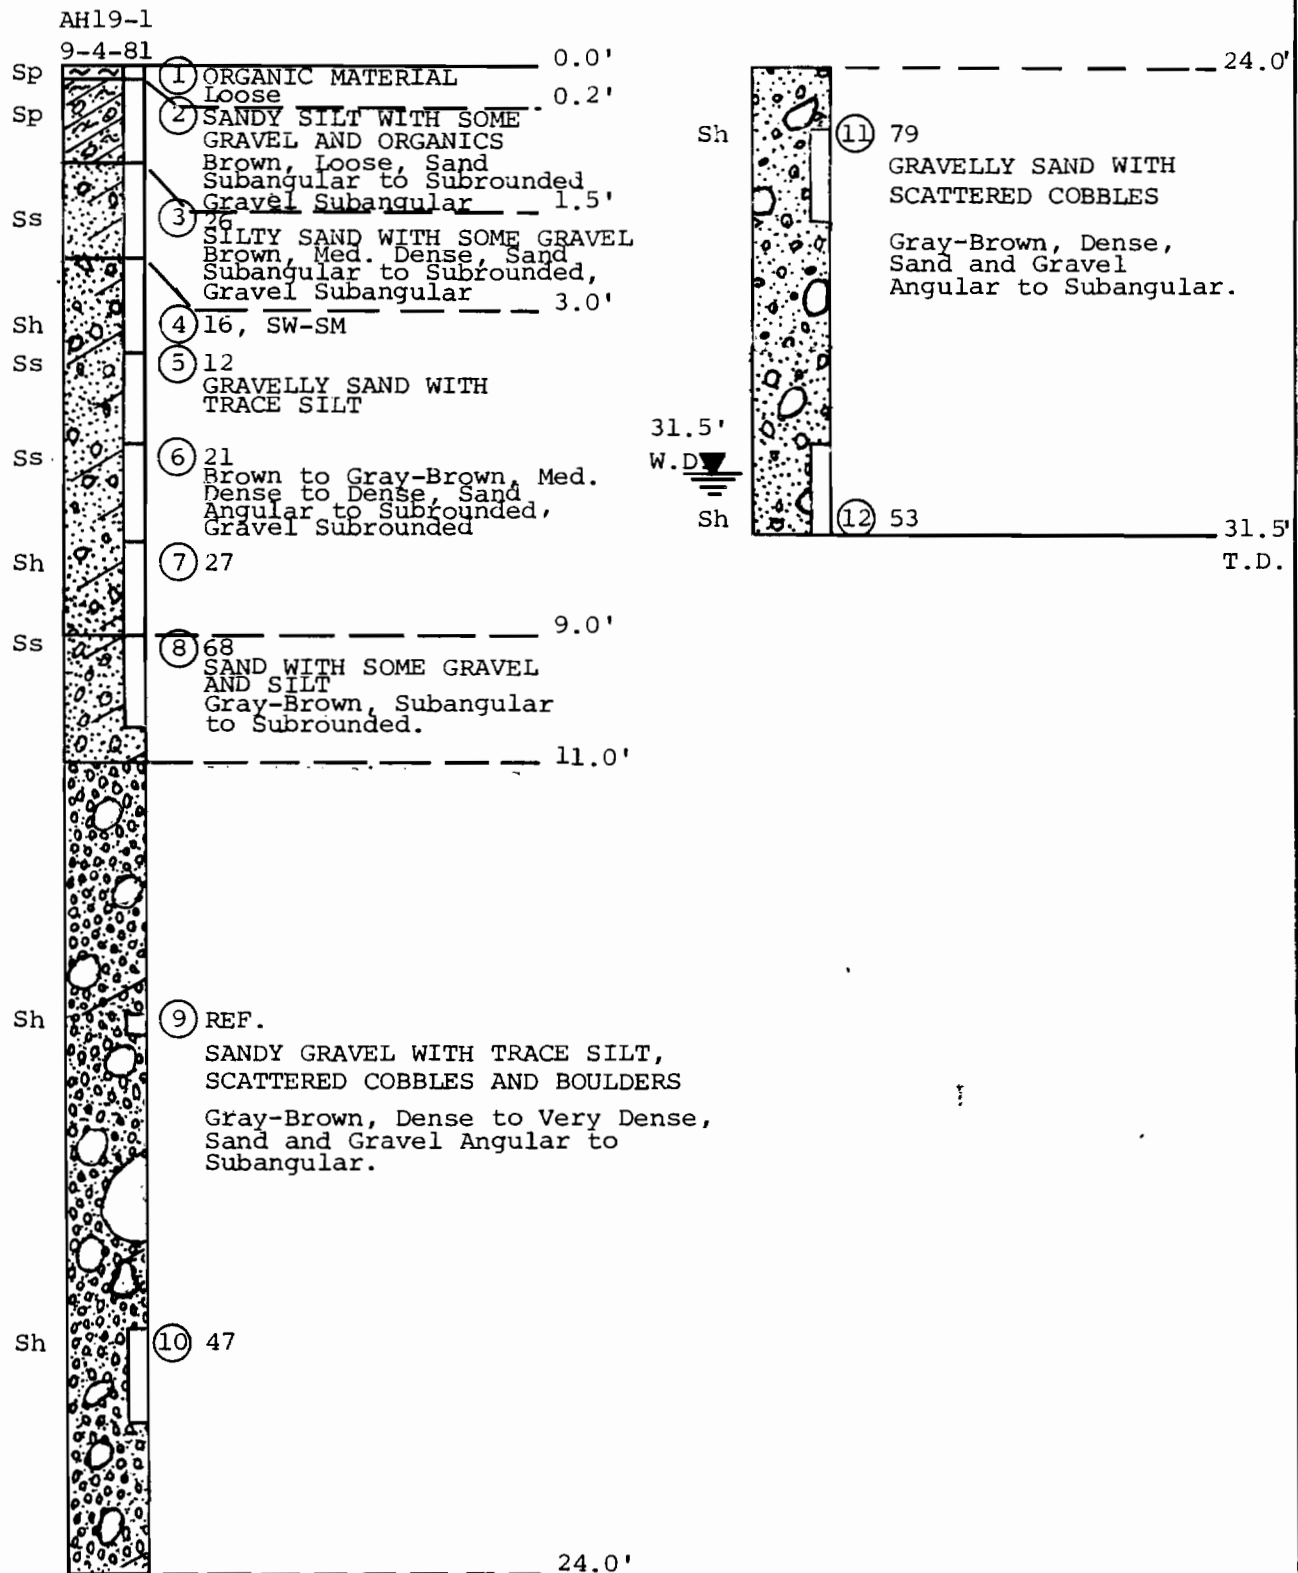 AH19-1
9-4-81
0.0'
Sp ① ORGANIC MATERIAL
Loose
0.2'
Sp ② SANDY SILT WITH SOME
GRAVEL AND ORGANICS
Brown, Loose, Sand
Subangular to Subrounded
Gravel Subangular
1.5'
Ss ③ 26
SILTY SAND WITH SOME GRAVEL
Brown, Med. Dense, Sand
Subangular to Subrounded,
Gravel Subangular
3.0'
Sh ④ 16, SW-SM
Ss ⑤ 12
GRAVELLY SAND WITH
TRACE SILT
Ss ⑥ 21
Brown to Gray-Brown, Med.
Dense to Dense, Sand
Angular to Subrounded,
Gravel Subrounded
Sh ⑦ 27
9.0'
Ss ⑧ 68
SAND WITH SOME GRAVEL
AND SILT
Gray-Brown, Subangular
to Subrounded.
11.0'
Sh ⑨ REF.
SANDY GRAVEL WITH TRACE SILT,
SCATTERED COBBLES AND BOULDERS
Gray-Brown, Dense to Very Dense,
Sand and Gravel Angular to
Subangular.
Sh ⑩ 47
24.0'
24.0'
Sh ⑪ 79
GRAVELLY SAND WITH
SCATTERED COBBLES
Gray-Brown, Dense,
Sand and Gravel
Angular to Subangular.
31.5'
W.D.
Sh ⑫ 53
31.5'
T.D.